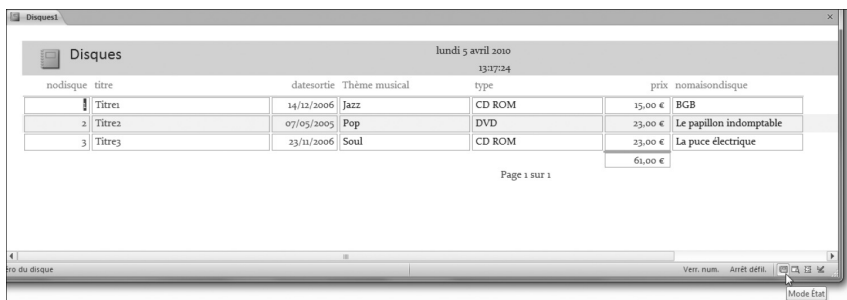 Disques1
Disques
lundi 5 avril 2010
13:17:24
nodisque titre datesortie Thème musical type prix nomaisondisque
Titre1 14/12/2006 Jazz CD ROM 15,00 € BGB
2 Titre2 07/05/2005 Pop DVD 23,00 € Le papillon indomptable
3 Titre3 23/11/2006 Soul CD ROM 23,00 € La puce électrique
61,00 €
Page 1 sur 1
éro du disque Verr. num. Arrêt défil.
Mode État